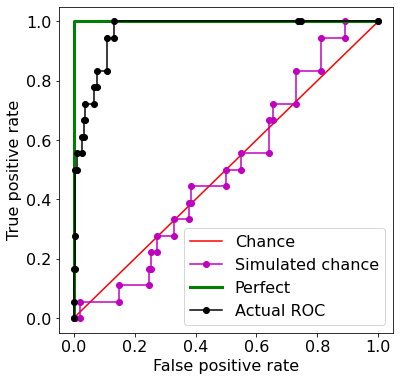 1.0
0.8
0.6
0.4
0.2
0.0
True positive rate
Chance
Simulated chance
Perfect
Actual ROC
0.0 0.2 0.4 0.6 0.8 1.0
False positive rate